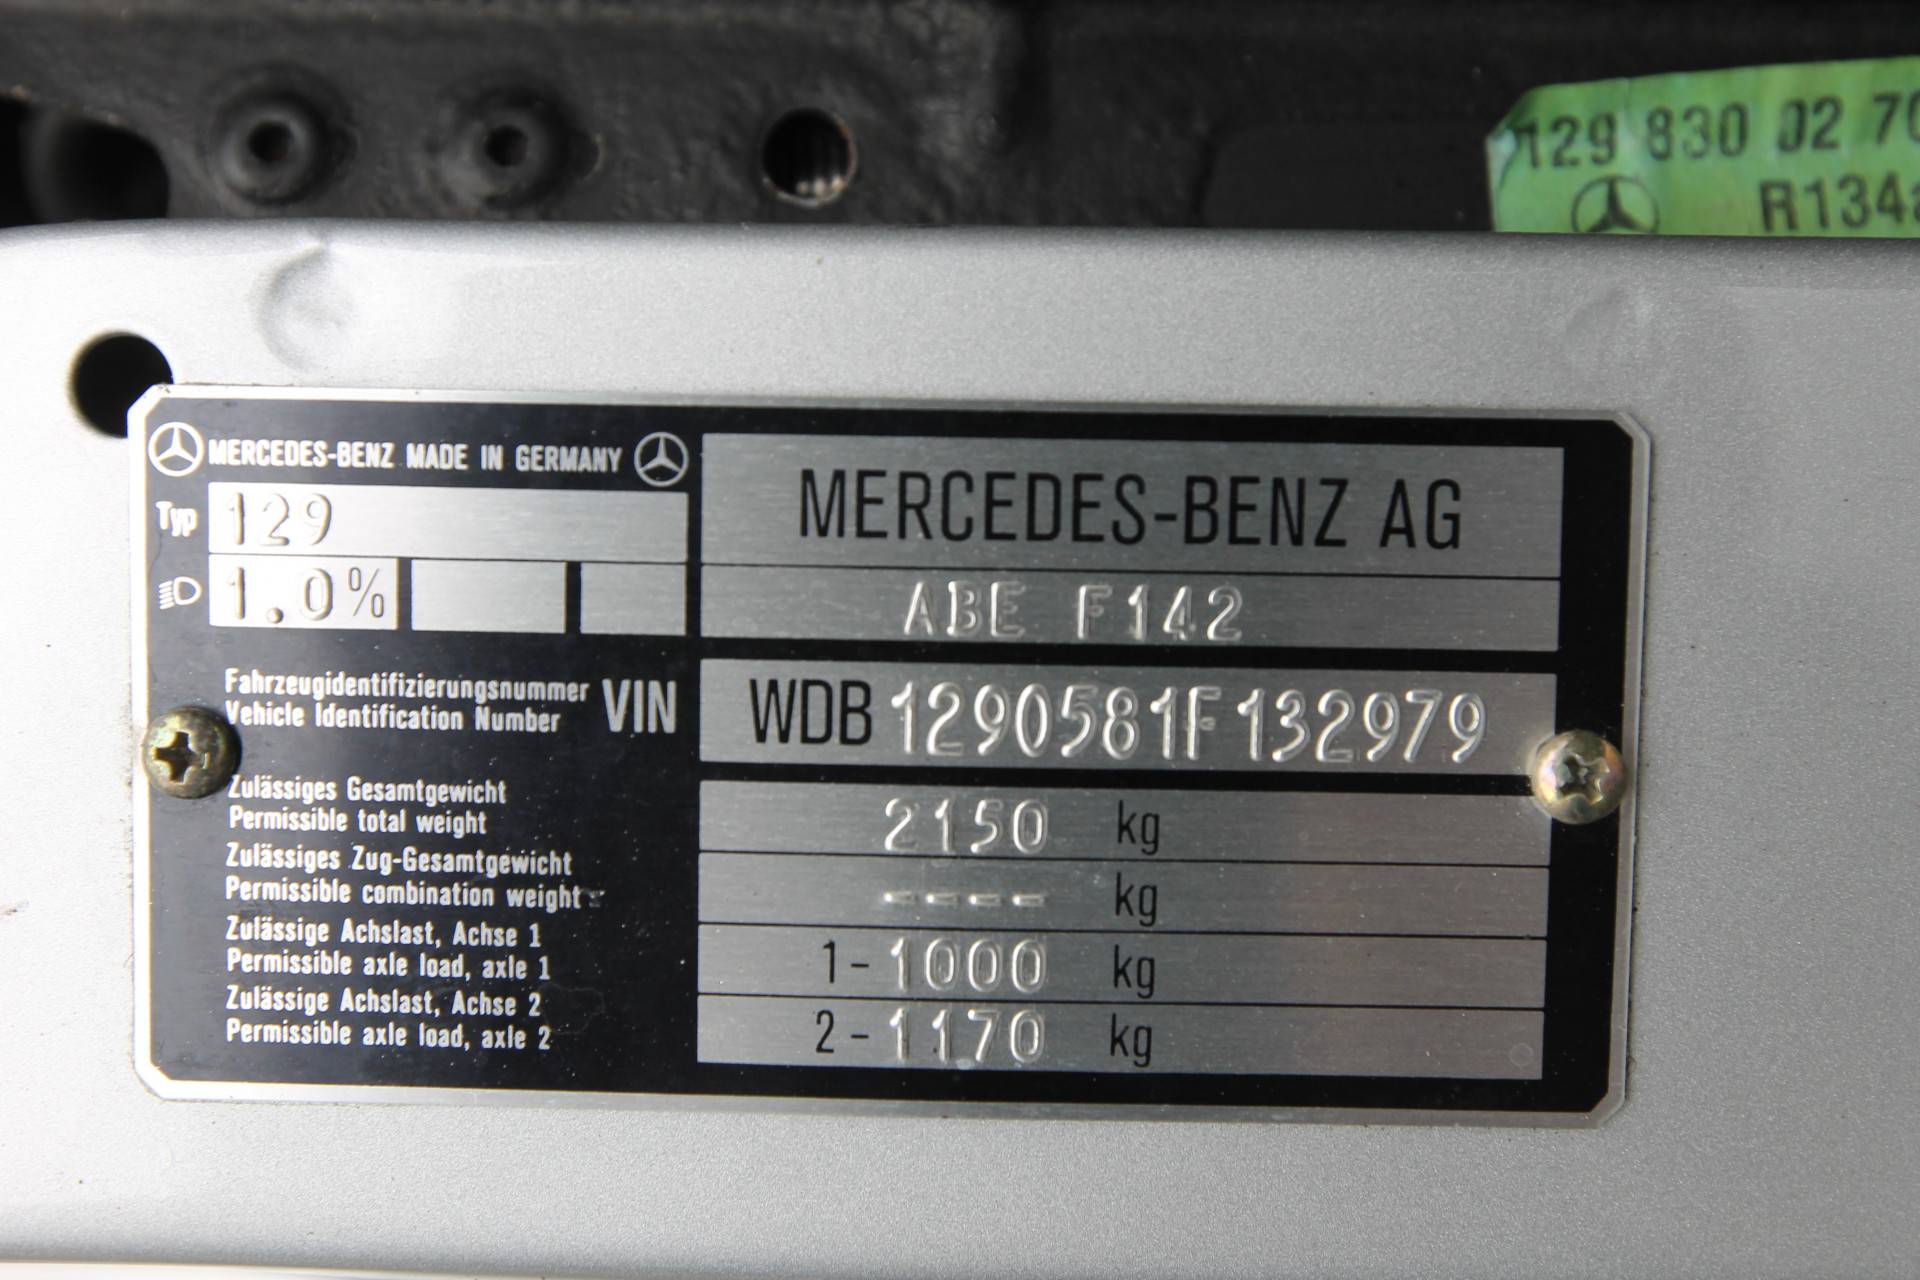 129 830 02 70
R134a
MERCEDES-BENZ MADE IN GERMANY
MERCEDES-BENZ AG
Typ 129
1.0%
ABE F142
Fahrzeugidentifizierungsnummer
Vehicle Identification Number
VIN
WDB 1290581F132979
Zulässiges Gesamtgewicht
Permissible total weight
2150 kg
Zulässiges Zug-Gesamtgewicht
Permissible combination weight
---- kg
Zulässige Achslast, Achse 1
Permissible axle load, axle 1
1-1000 kg
Zulässige Achslast, Achse 2
Permissible axle load, axle 2
2-1170 kg